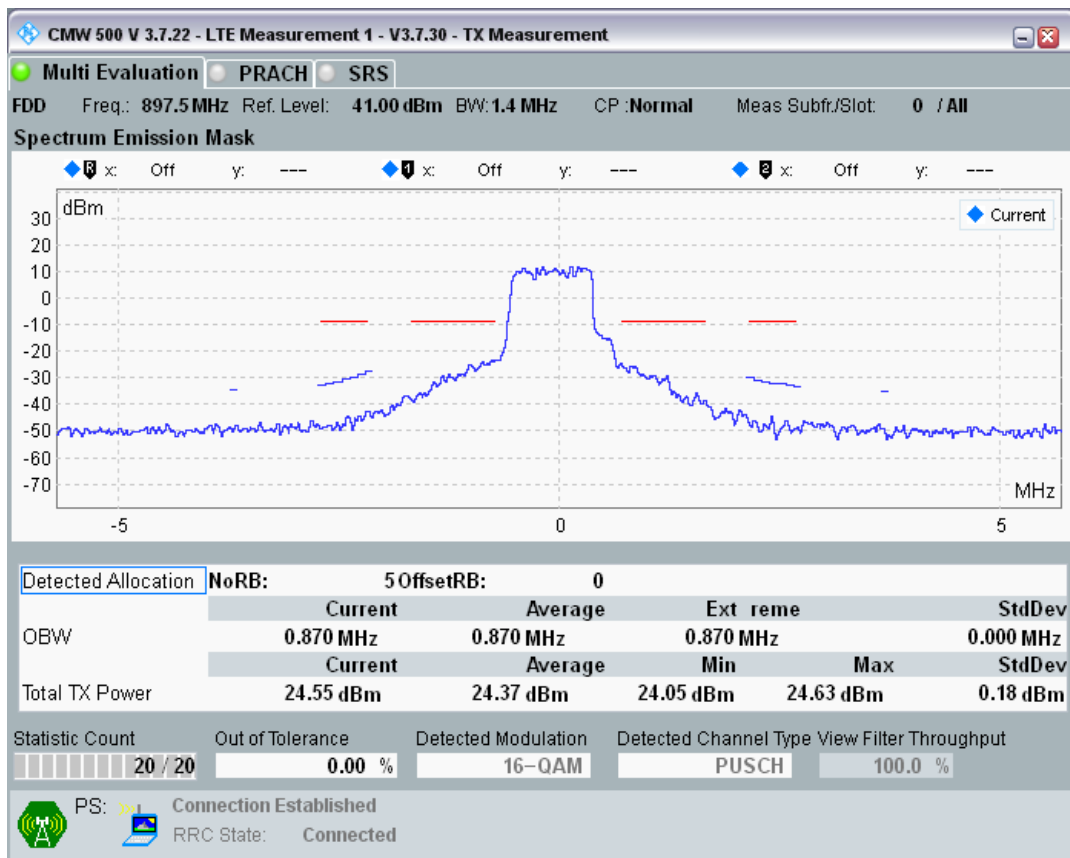 CMW 500 V 3.7.22 - LTE Measurement 1 - V3.7.30 - TX Measurement
Multi Evaluation PRACH SRS
FDD Freq.: 897.5 MHz Ref. Level: 41.00 dBm BW: 1.4 MHz CP :Normal Meas Subfr./Slot: 0 / All
Spectrum Emission Mask
R x: Off y: --- 1 x: Off y: --- 2 x: Off y: ---
dBm
Current
30
20
10
0
-10
-20
-30
-40
-50
-60
-70
MHz
-5 0 5
Detected Allocation NoRB: 5 OffsetRB: 0
Current Average Ext reme StdDev
OBW 0.870 MHz 0.870 MHz 0.870 MHz 0.000 MHz
Current Average Min Max StdDev
Total TX Power 24.55 dBm 24.37 dBm 24.05 dBm 24.63 dBm 0.18 dBm
Statistic Count Out of Tolerance Detected Modulation Detected Channel Type View Filter Throughput
20 / 20 0.00 % 16-QAM PUSCH 100.0 %
PS: Connection Established
RRC State: Connected